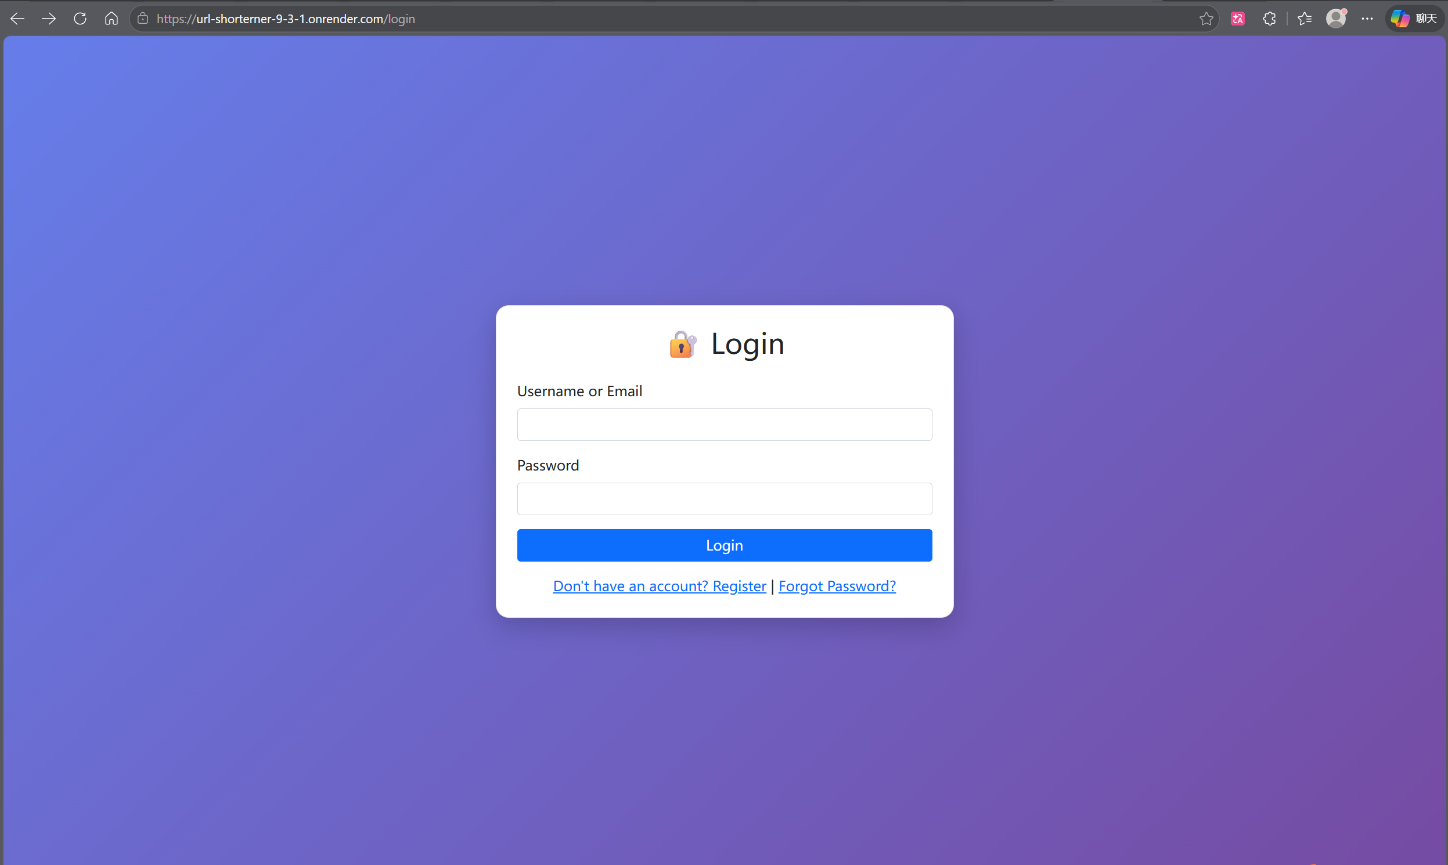 https://url-shorterner-9-3-1.onrender.com/login
聊天
Login
Username or Email
Password
Login
Don't have an account? Register | Forgot Password?